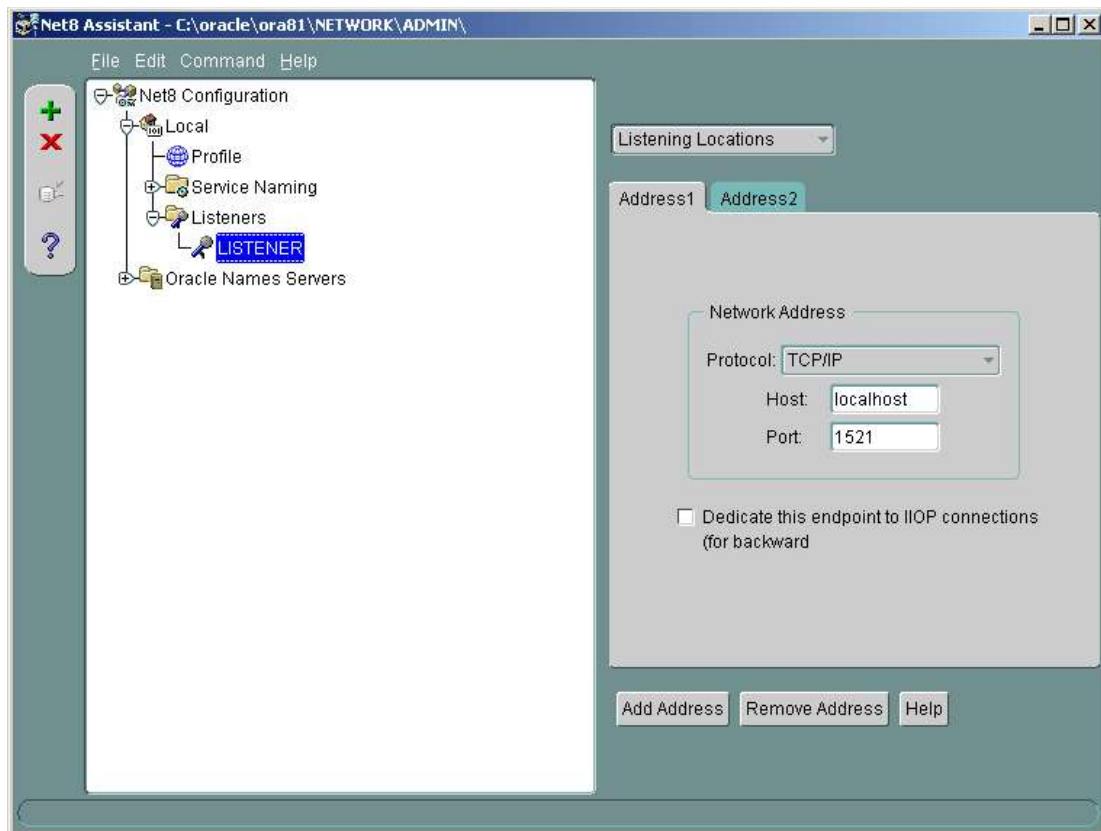 Net8 Assistant - C:\oracle\ora81\NETWORK\ADMIN\
File Edit Command Help
Net8 Configuration
Local
Profile
Service Naming
Listeners
LISTENER
Oracle Names Servers
Listening Locations
Address1 Address2
Network Address
Protocol: TCP/IP
Host: localhost
Port: 1521
Dedicate this endpoint to IIOP connections
(for backward
Add Address Remove Address Help